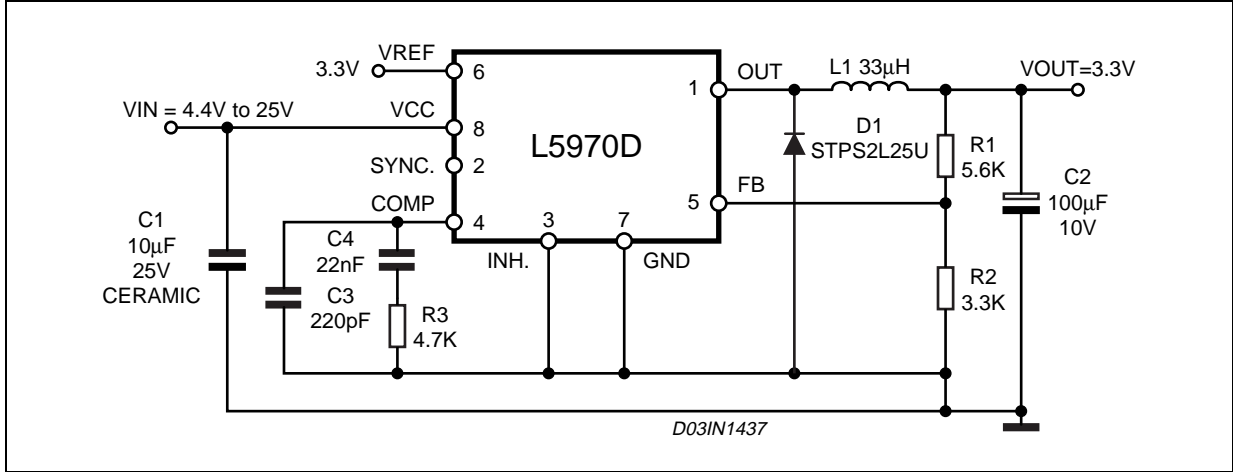 VREF
3.3V
6
VIN = 4.4V to 25V
VCC
8
SYNC.
2
COMP
4
L5970D
3
INH.
7
GND
1
OUT
5
FB
L1 33μH
VOUT=3.3V
D1
STPS2L25U
R1
5.6K
C2
100μF
10V
R2
3.3K
C1
10μF
25V
CERAMIC
C4
22nF
C3
220pF
R3
4.7K
D03IN1437